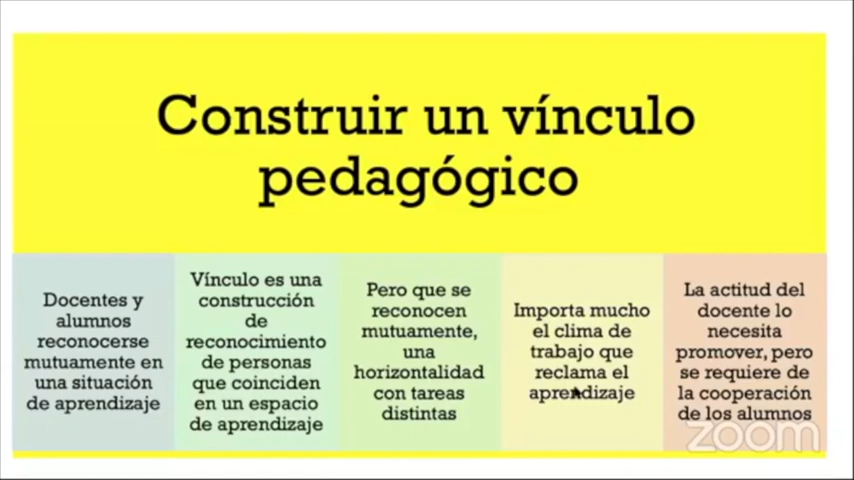 Construir un vínculo
pedagógico
Docentes y
alumnos
reconocerse
mutuamente en
una situación
de aprendizaje
Vínculo es una
construcción
de
reconocimiento
de personas
que coinciden
en un espacio
de aprendizaje
Pero que se
reconocen
mutuamente,
una
horizontalidad
con tareas
distintas
Importa mucho
el clima de
trabajo que
reclama el
aprendizaje
La actitud del
docente lo
necesita
promover, pero
se requiere de
la cooperación
de los alumnos
zoom